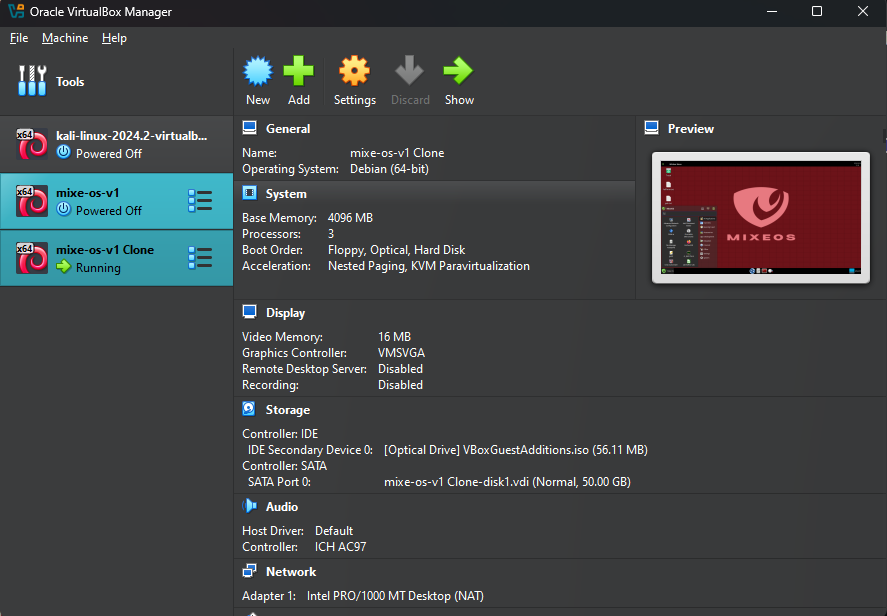 Oracle VirtualBox Manager
File Machine Help
Tools
New Add Settings Discard Show
x64
kali-linux-2024.2-virtualb...
Powered Off
x64
mixe-os-v1
Powered Off
x64
mixe-os-v1 Clone
Running
General
Name: mixe-os-v1 Clone
Operating System: Debian (64-bit)
System
Base Memory: 4096 MB
Processors: 3
Boot Order: Floppy, Optical, Hard Disk
Acceleration: Nested Paging, KVM Paravirtualization
Preview
MIXEOS
Display
Video Memory: 16 MB
Graphics Controller: VMSVGA
Remote Desktop Server: Disabled
Recording: Disabled
Storage
Controller: IDE
IDE Secondary Device 0: [Optical Drive] VBoxGuestAdditions.iso (56.11 MB)
Controller: SATA
SATA Port 0: mixe-os-v1 Clone-disk1.vdi (Normal, 50.00 GB)
Audio
Host Driver: Default
Controller: ICH AC97
Network
Adapter 1: Intel PRO/1000 MT Desktop (NAT)